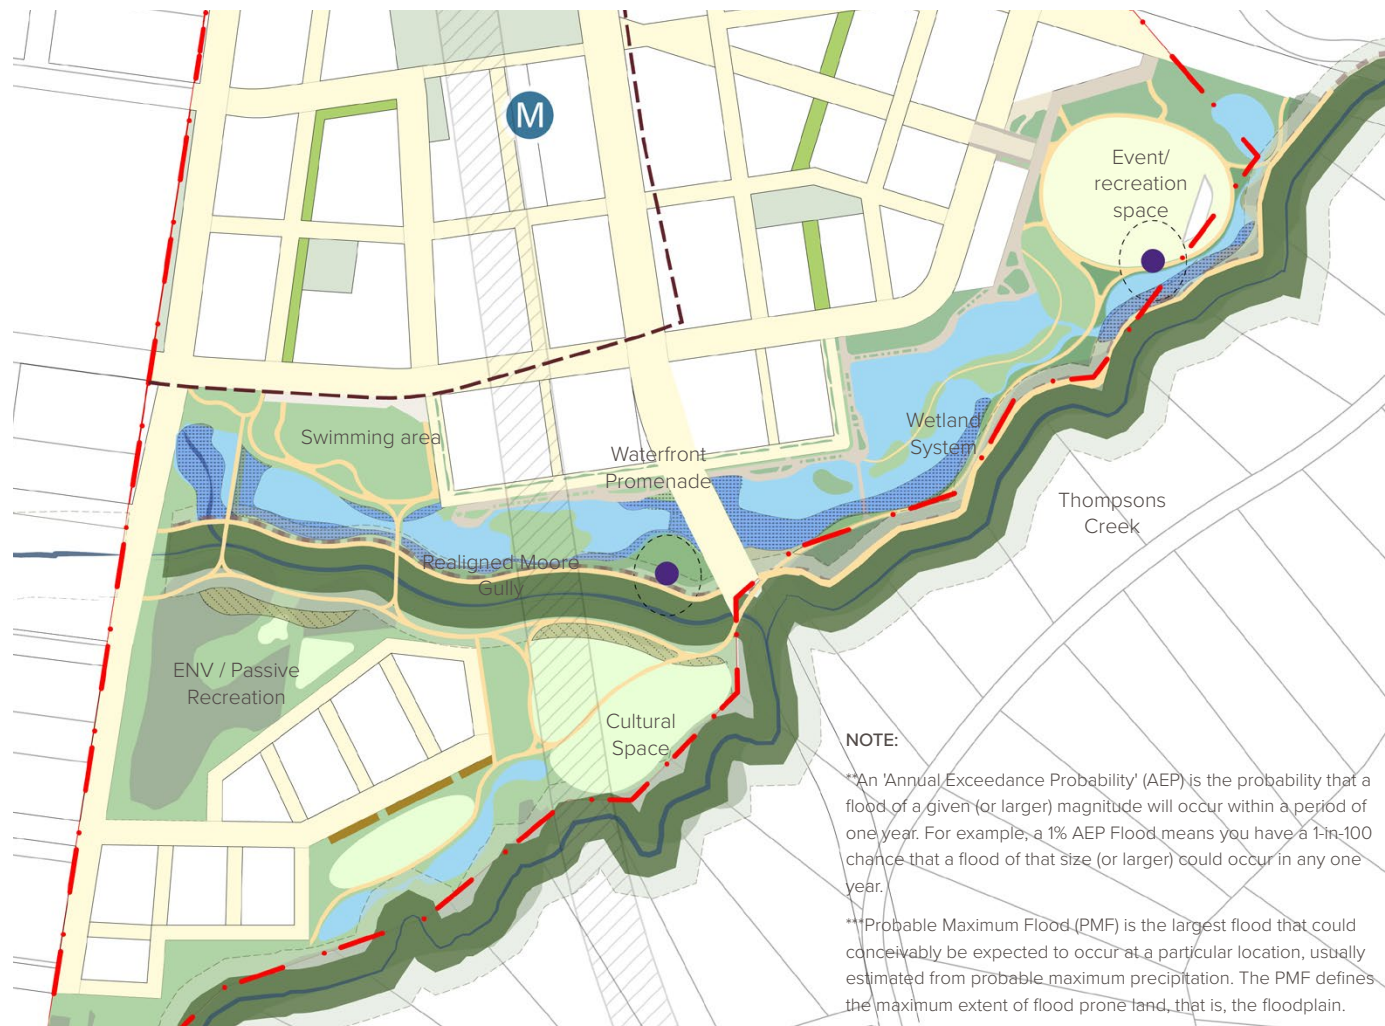 M
Event/
recreation
space
Swimming area
Waterfront
Promenade
Wetland
System
Thompsons
Creek
Realigned Moore
Gully
ENV / Passive
Recreation
Cultural
Space
NOTE:
**An 'Annual Exceedance Probability' (AEP) is the probability that a
flood of a given (or larger) magnitude will occur within a period of
one year. For example, a 1% AEP Flood means you have a 1-in-100
chance that a flood of that size (or larger) could occur in any one
year.
***Probable Maximum Flood (PMF) is the largest flood that could
conceivably be expected to occur at a particular location, usually
estimated from probable maximum precipitation. The PMF defines
the maximum extent of flood prone land, that is, the floodplain.